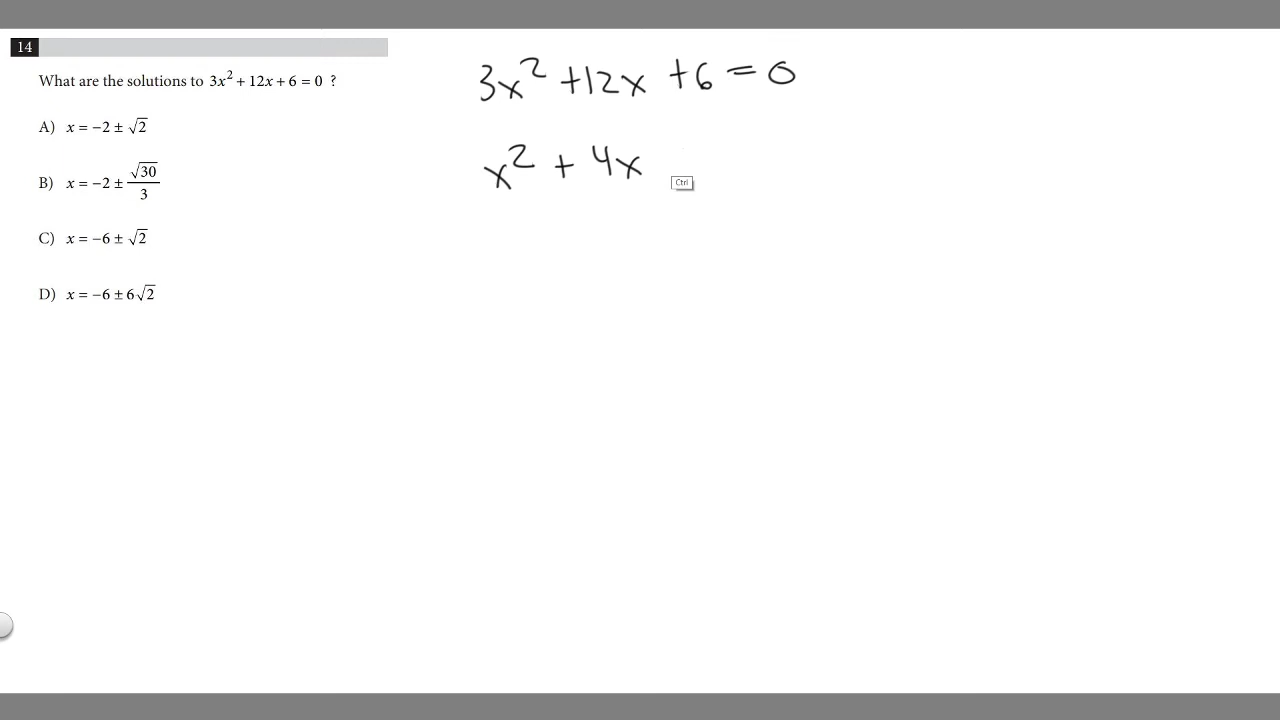 14
What are the solutions to 3x² + 12x + 6 = 0 ?
A) x = −2 ± √2
B) x = −2 ± √30/3
C) x = −6 ± √2
D) x = −6 ± 6√2
3x² + 12x + 6 = 0
x² + 4x
Ctrl